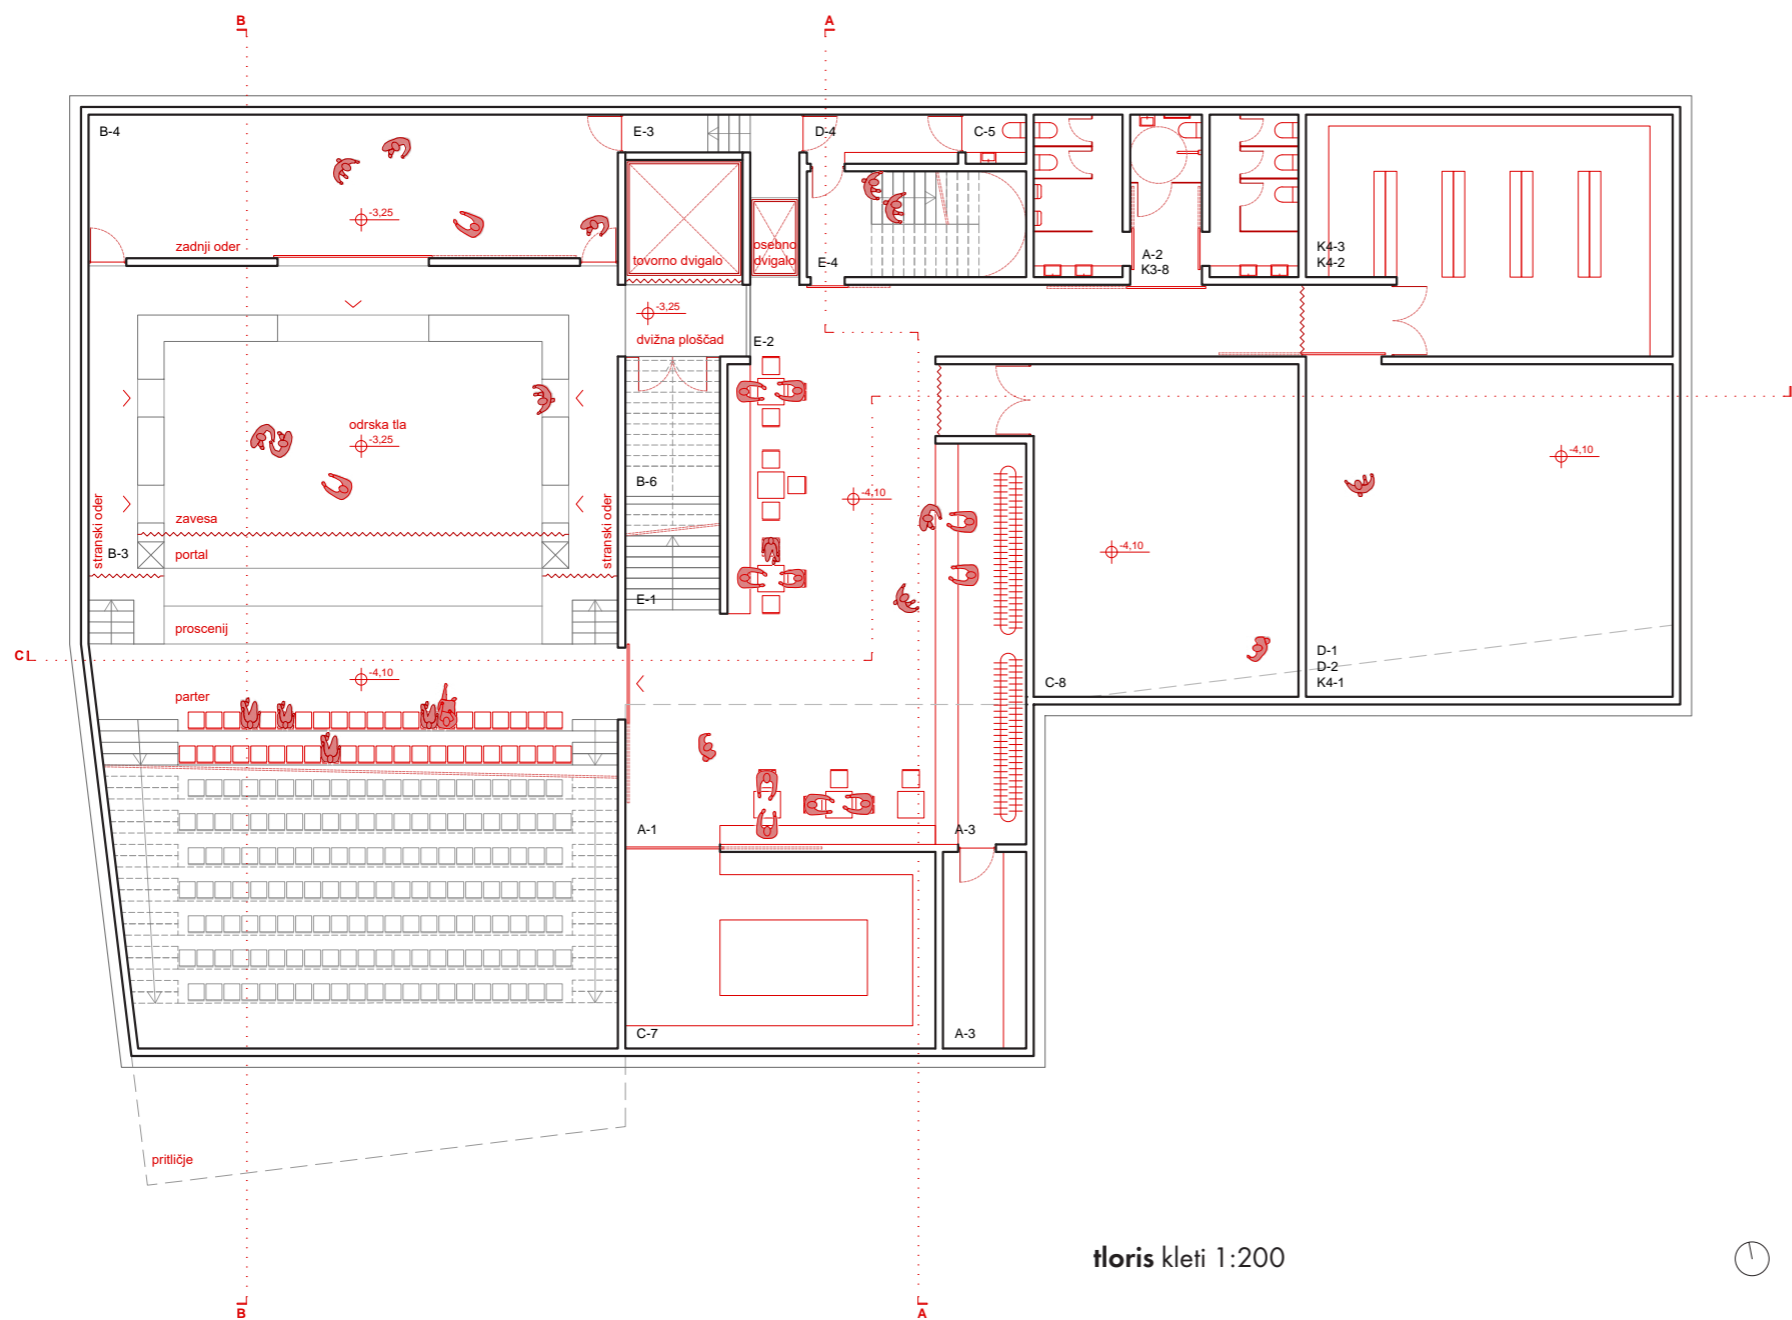 B
A
B-4
E-3
D-4
C-5
-3,25
zadnji oder
tovorno dvigalo
osebno
dvigalo
E-4
A-2
K3-8
K4-3
K4-2
-3,25
dvižna ploščad
E-2
odrska tla
-3,25
-4,10
-4,10
-4,10
B-6
stranski oder
zavesa
B-3
portal
stranski oder
E-1
proscenij
C
-4,10
parter
C-8
D-1
D-2
K4-1
A-1
A-3
C-7
A-3
pritličje
tloris kleti 1:200
B
A